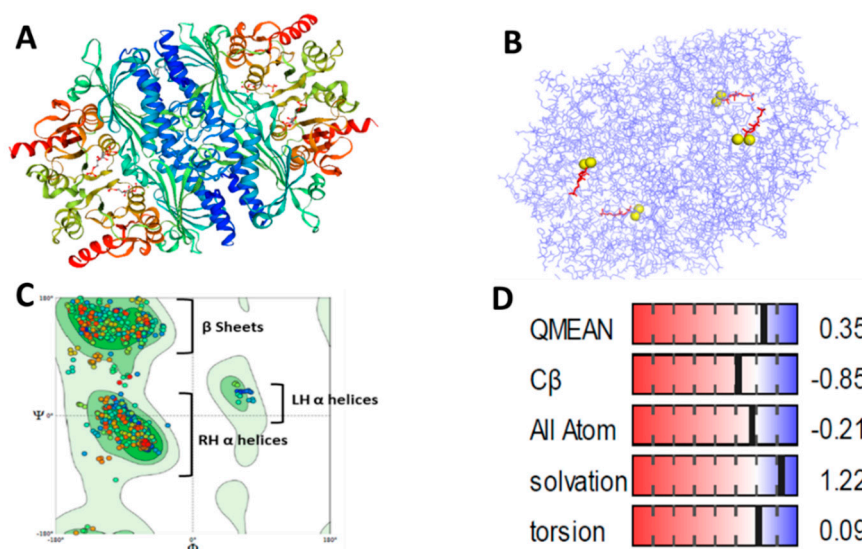 A
B
C
180°
β Sheets
LH α helices
Ψ
0°
RH α helices
-180°
-180°
0°
180°
Φ
D
QMEAN 0.35
Cβ -0.85
All Atom -0.21
solvation 1.22
torsion 0.09